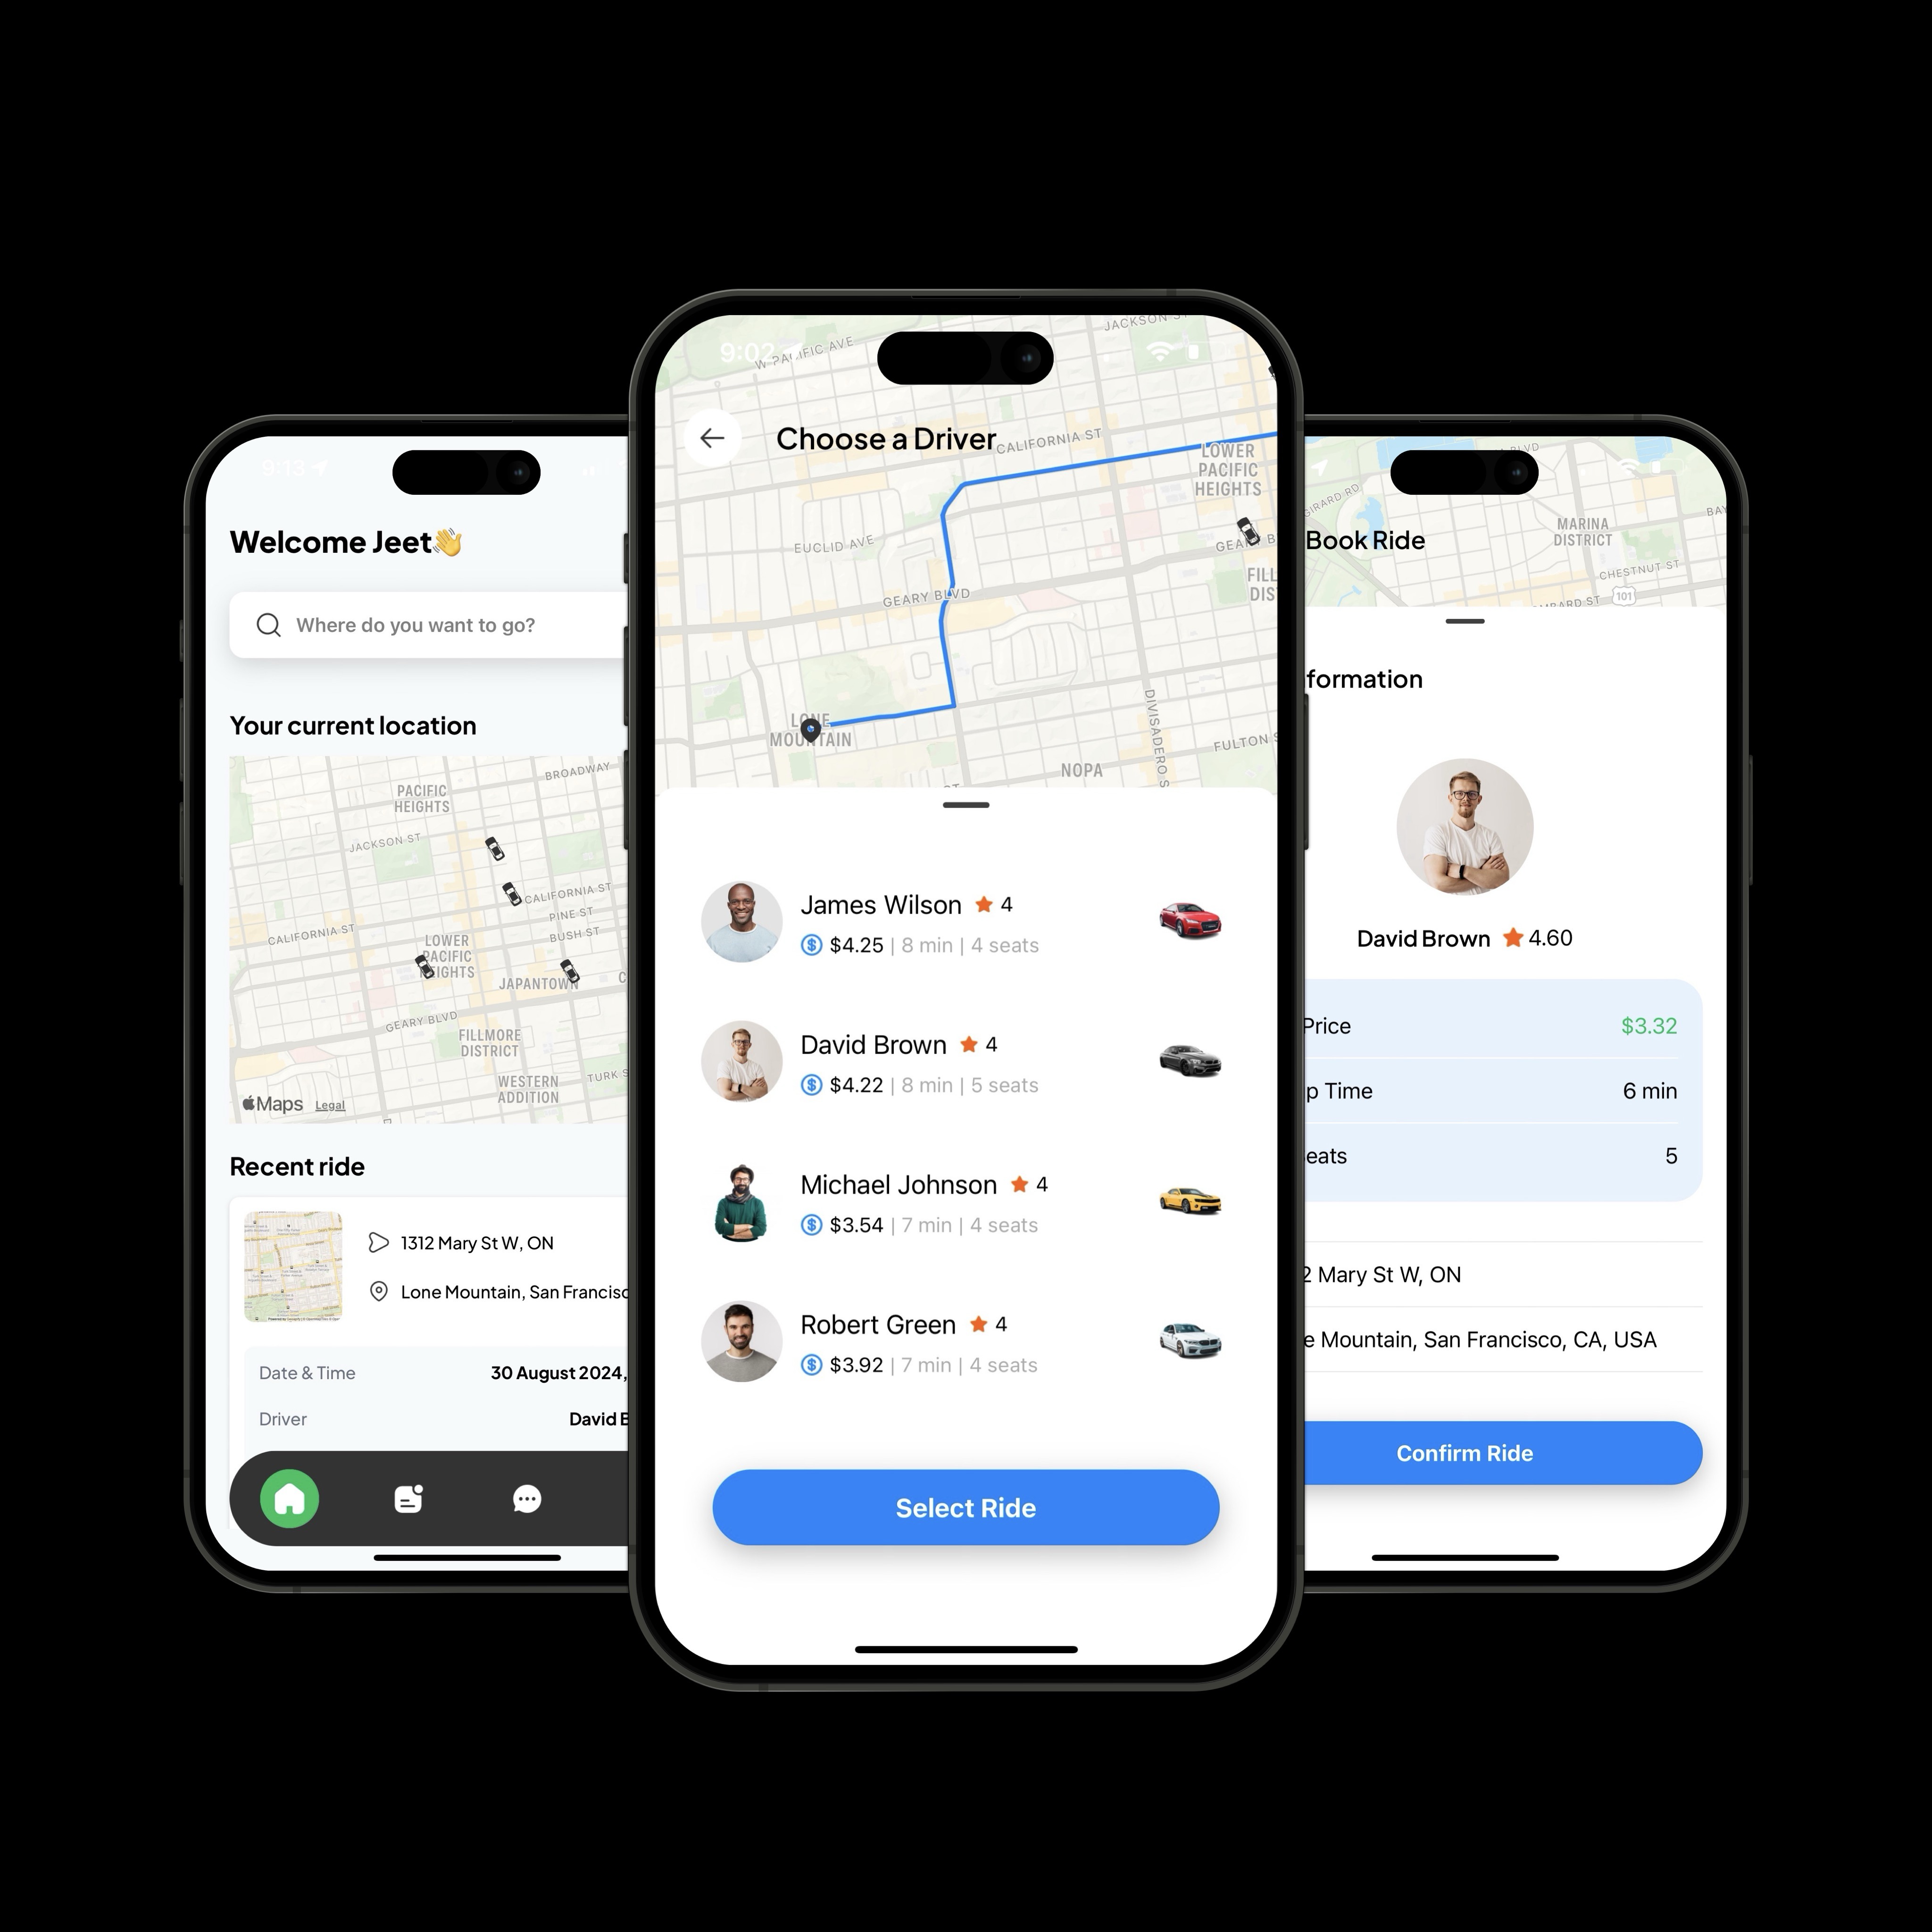 9:13
Welcome Jeet👋
Where do you want to go?
Your current location
BROADWAY
PACIFIC
HEIGHTS
JACKSON ST
CALIFORNIA ST
PINE ST
BUSH ST
CALIFORNIA ST
LOWER
PACIFIC
HEIGHTS
JAPANTOWN
GEARY BLVD
FILLMORE
DISTRICT
WESTERN
ADDITION
TURK S
Maps Legal
Recent ride
1312 Mary St W, ON
Lone Mountain, San Francisc
Date & Time 30 August 2024,
Driver David B
9:02
W PACIFIC AVE
JACKSON ST
Choose a Driver
CALIFORNIA ST
LOWER
PACIFIC
HEIGHTS
EUCLID AVE
GEARY B
FILL
DIS
GEARY BLVD
LONE
MOUNTAIN
DIVISADERO S
FULTON S
NOPA
James Wilson 4
$4.25 | 8 min | 4 seats
David Brown 4
$4.22 | 8 min | 5 seats
Michael Johnson 4
$3.54 | 7 min | 4 seats
Robert Green 4
$3.92 | 7 min | 4 seats
Select Ride
BLVD
GIRARD RD
MARINA
DISTRICT
BAY
Book Ride
CHESTNUT ST
101
MBARD ST
formation
David Brown 4.60
Price $3.32
p Time 6 min
eats 5
2 Mary St W, ON
e Mountain, San Francisco, CA, USA
Confirm Ride